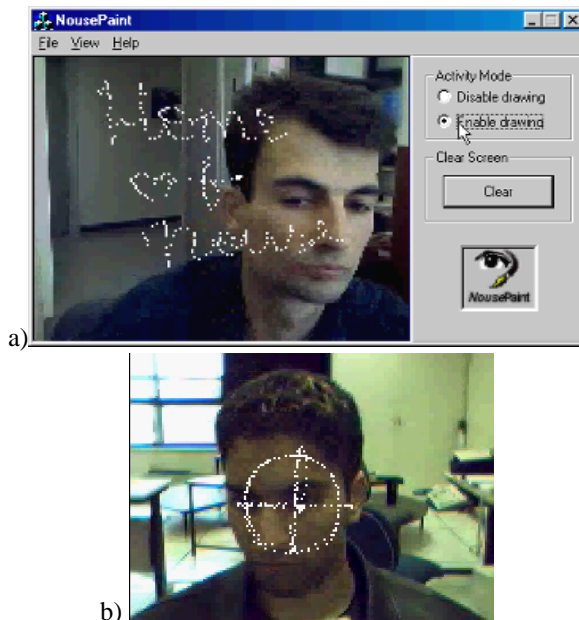 NousePaint
File View Help
Activity Mode
Disable drawing
Enable drawing
Clear Screen
Clear
NousePaint
a)
b)